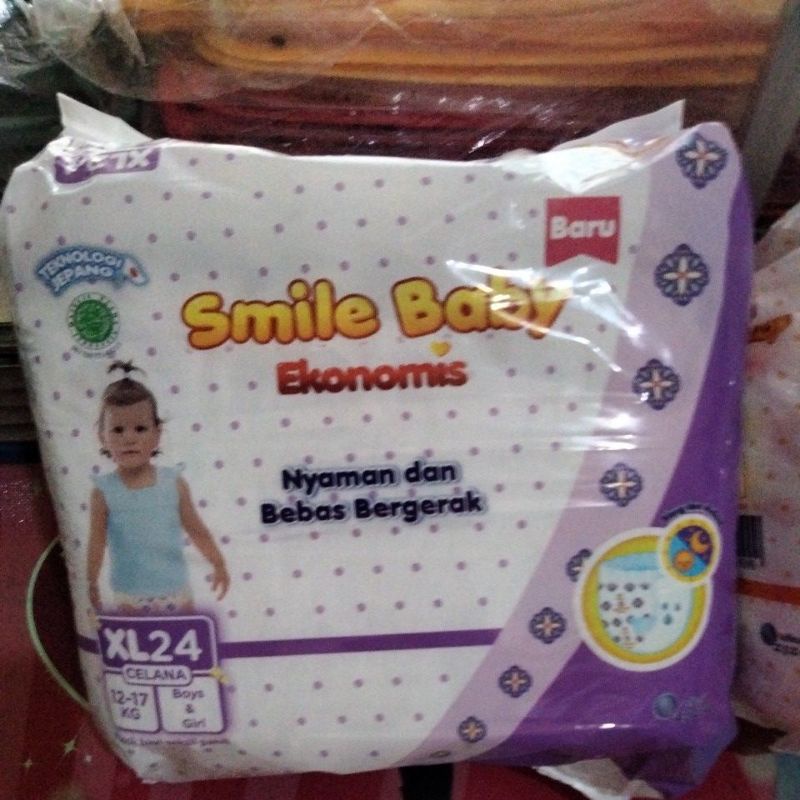 Baru
TEKNOLOGI
JEPANG
Smile Baby
Ekonomis
Nyaman dan
Bebas Bergerak
XL24
CELANA
12-17
KG
Boys
&
Girl